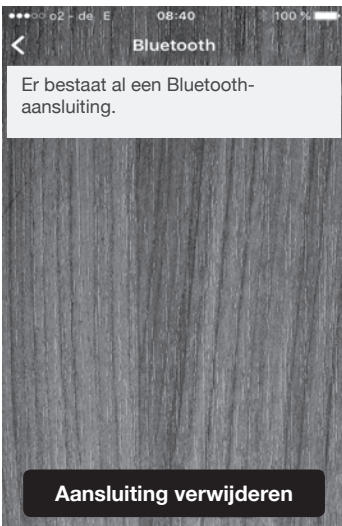 o2 - de E 08:40 100 %
Bluetooth
Er bestaat al een Bluetooth-
aansluiting.
Aansluiting verwijderen